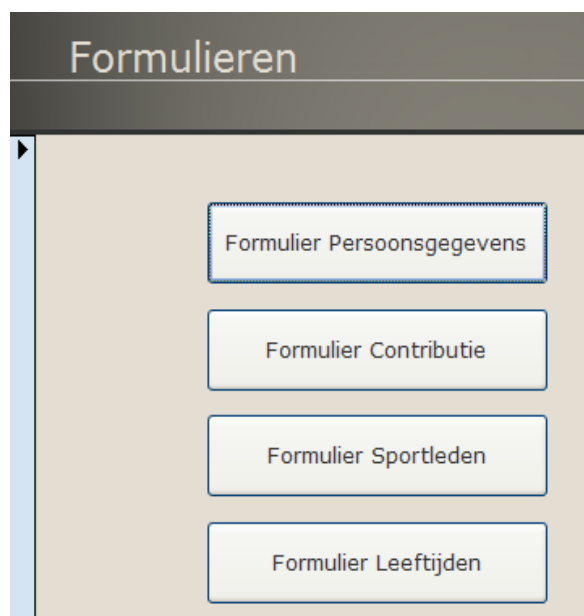 Formulieren
Formulier Persoonsgegevens
Formulier Contributie
Formulier Sportleden
Formulier Leeftijden